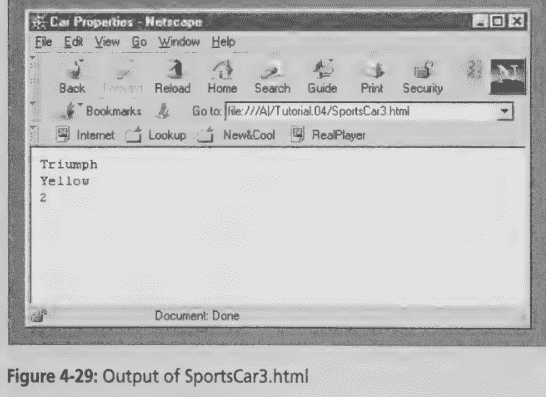 Car Properties - Netscape
File Edit View Go Window Help
Back Forward Reload Home Search Guide Print Security
N
Bookmarks Go to: file:///A|/Tutorial.04/SportsCar3.html
Internet Lookup New&Cool RealPlayer
Triumph
Yellow
2
Document: Done
Figure 4-29: Output of SportsCar3.html